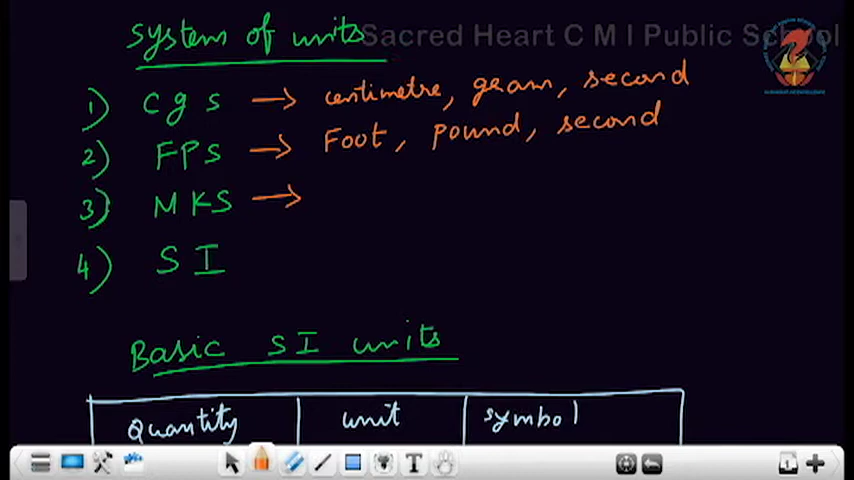 System of units
Sacred Heart C M I Public School
1) C g s → centimetre, gram, second
2) FPS → Foot, pound, second
3) MKS →
4) SI
Basic SI units
Quantity unit symbol